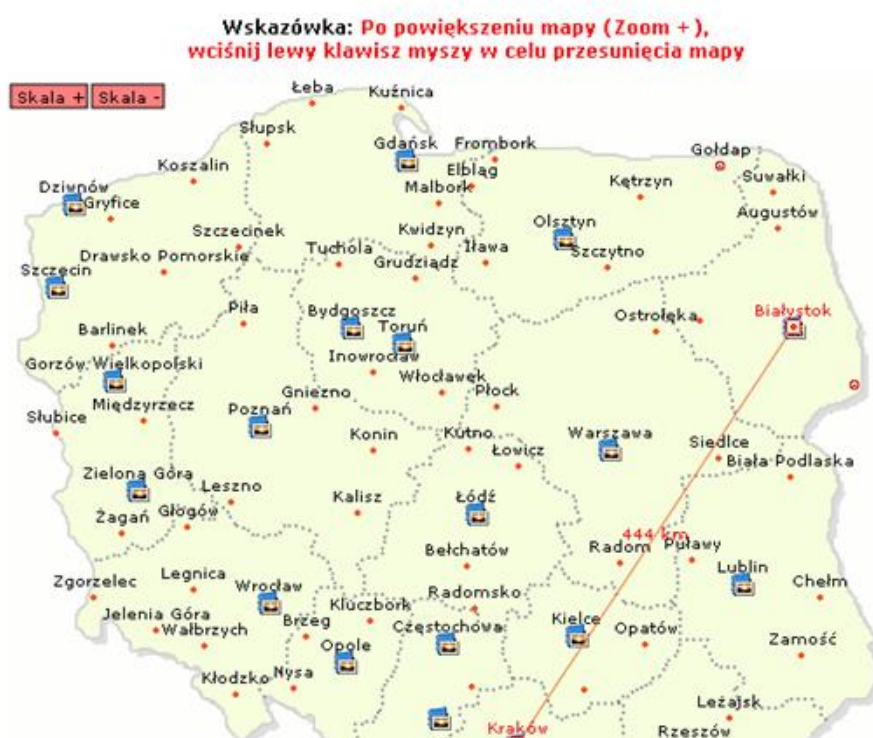 Wskazówka: Po powiększeniu mapy (Zoom +),
wciśnij lewy klawisz myszy w celu przesunięcia mapy
Skala + Skala -
Łeba Kuźnica
Słupsk
Gdańsk Frombork Gołdap
Koszalin Elbląg
Dziwnów Malbork Kętrzyn Suwałki
Gryfice
Olsztyn Augustów
Szczecinek Kwidzyn
Drawsko Pomorskie Tuchola Iława Szczytno
Szczecin Grudziądz
Piła Bydgoszcz Ostrołęka Białystok
Barlinek Toruń
Gorzów Wielkopolski Inowrocław
Włocławek
Międzyrzecz Gniezno Płock
Słubice Poznań
Konin Kutno Warszawa Siedlce
Łowicz Biała Podlaska
Zielona Góra
Leszno Kalisz Łódź
Żagań Głogów
444 km
Bełchatów Radom Puławy
Lublin
Zgorzelec Legnica Wrocław Chełm
Kluczbork Radomsko
Jelenia Góra
Wałbrzych Brzeg Częstochowa Kielce Opatów
Opole Zamość
Kłodzko Nysa
Leżajsk
Kraków
Rzeszów